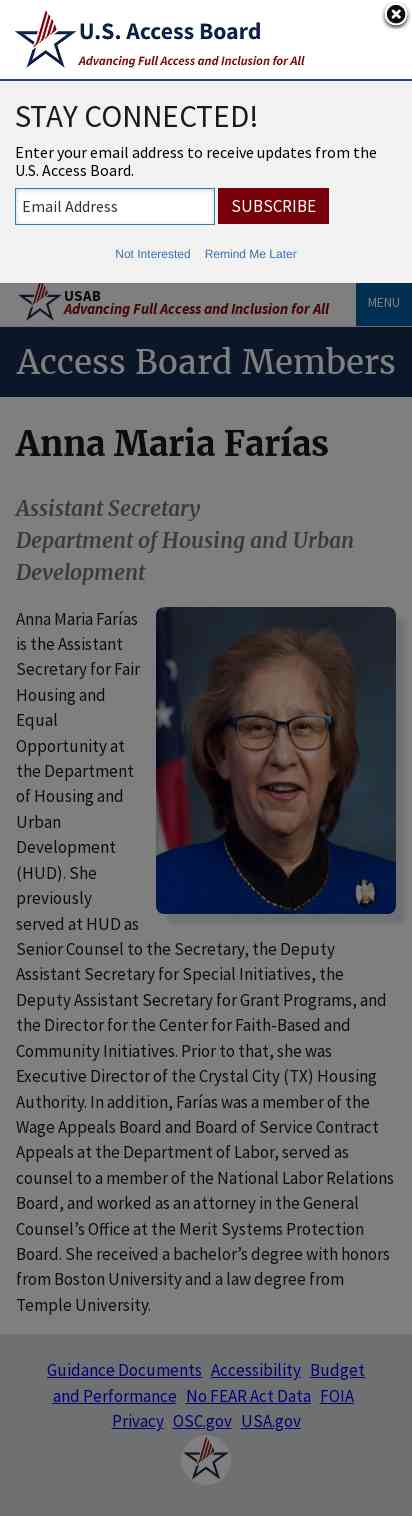 U.S. Access Board
Advancing Full Access and Inclusion for All
STAY CONNECTED!
Enter your email address to receive updates from the
U.S. Access Board.
Email Address
SUBSCRIBE
Not Interested Remind Me Later
USAB
Advancing Full Access and Inclusion for All
MENU
Access Board Members
Anna Maria Farías
Assistant Secretary
Department of Housing and Urban
Development
Anna Maria Farías
is the Assistant
Secretary for Fair
Housing and
Equal
Opportunity at
the Department
of Housing and
Urban
Development
(HUD). She
previously
served at HUD as
Senior Counsel to the Secretary, the Deputy
Assistant Secretary for Special Initiatives, the
Deputy Assistant Secretary for Grant Programs, and
the Director for the Center for Faith-Based and
Community Initiatives. Prior to that, she was
Executive Director of the Crystal City (TX) Housing
Authority. In addition, Farías was a member of the
Wage Appeals Board and Board of Service Contract
Appeals at the Department of Labor, served as
counsel to a member of the National Labor Relations
Board, and worked as an attorney in the General
Counsel’s Office at the Merit Systems Protection
Board. She received a bachelor’s degree with honors
from Boston University and a law degree from
Temple University.
Guidance Documents Accessibility Budget
and Performance No FEAR Act Data FOIA
Privacy OSC.gov USA.gov